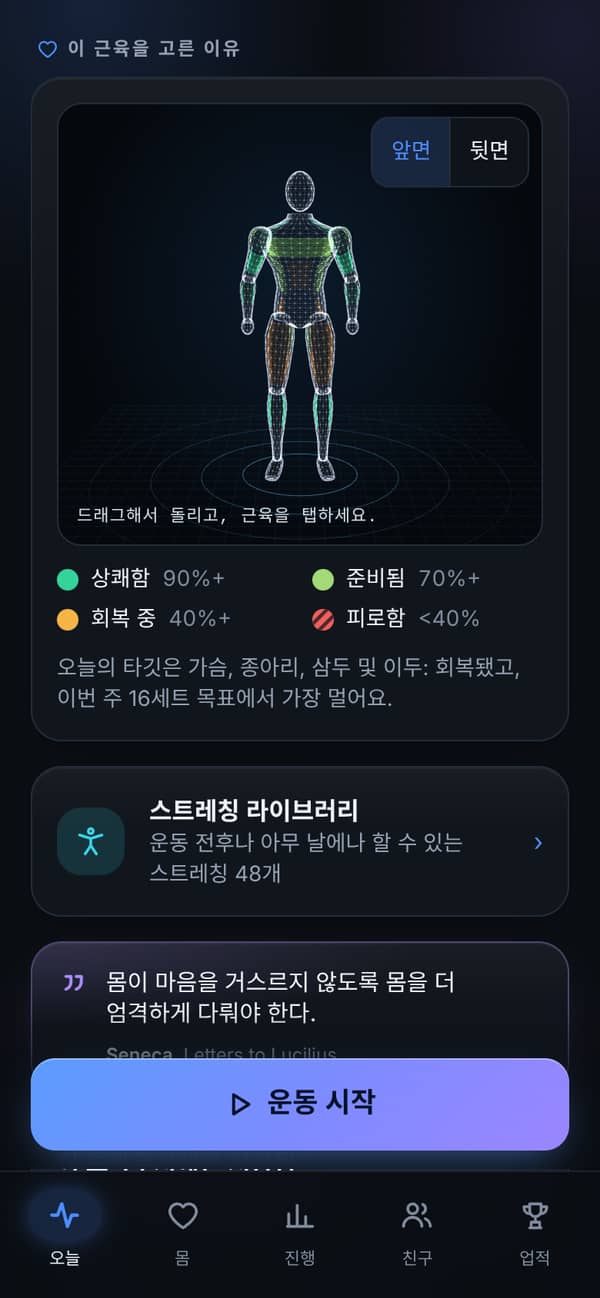 이 근육을 고른 이유
앞면
뒷면
드래그해서 돌리고, 근육을 탭하세요.
상쾌함 90%+
준비됨 70%+
회복 중 40%+
피로함 <40%
오늘의 타깃은 가슴, 종아리, 삼두 및 이두: 회복됐고,
이번 주 16세트 목표에서 가장 멀어요.
스트레칭 라이브러리
운동 전후나 아무 날에나 할 수 있는
스트레칭 48개
몸이 마음을 거스르지 않도록 몸을 더
엄격하게 다뤄야 한다.
Seneca Letters to Lucilius
운동 시작
오늘
몸
진행
친구
업적